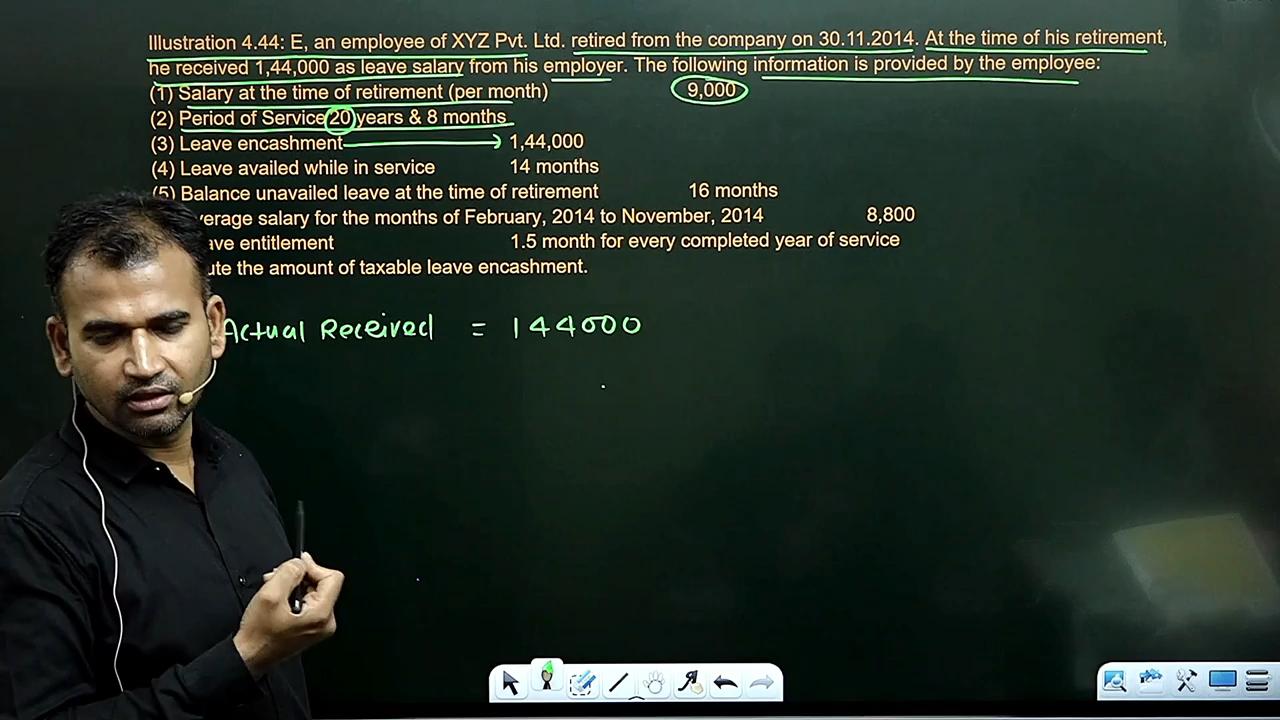 Illustration 4.44: E, an employee of XYZ Pvt. Ltd. retired from the company on 30.11.2014. At the time of his retirement,
he received 1,44,000 as leave salary from his employer. The following information is provided by the employee:
(1) Salary at the time of retirement (per month) 9,000
(2) Period of Service 20 years & 8 months
(3) Leave encashment 1,44,000
(4) Leave availed while in service 14 months
(5) Balance unavailed leave at the time of retirement 16 months
verage salary for the months of February, 2014 to November, 2014 8,800
ave entitlement 1.5 month for every completed year of service
ute the amount of taxable leave encashment.
Actual Received = 144000